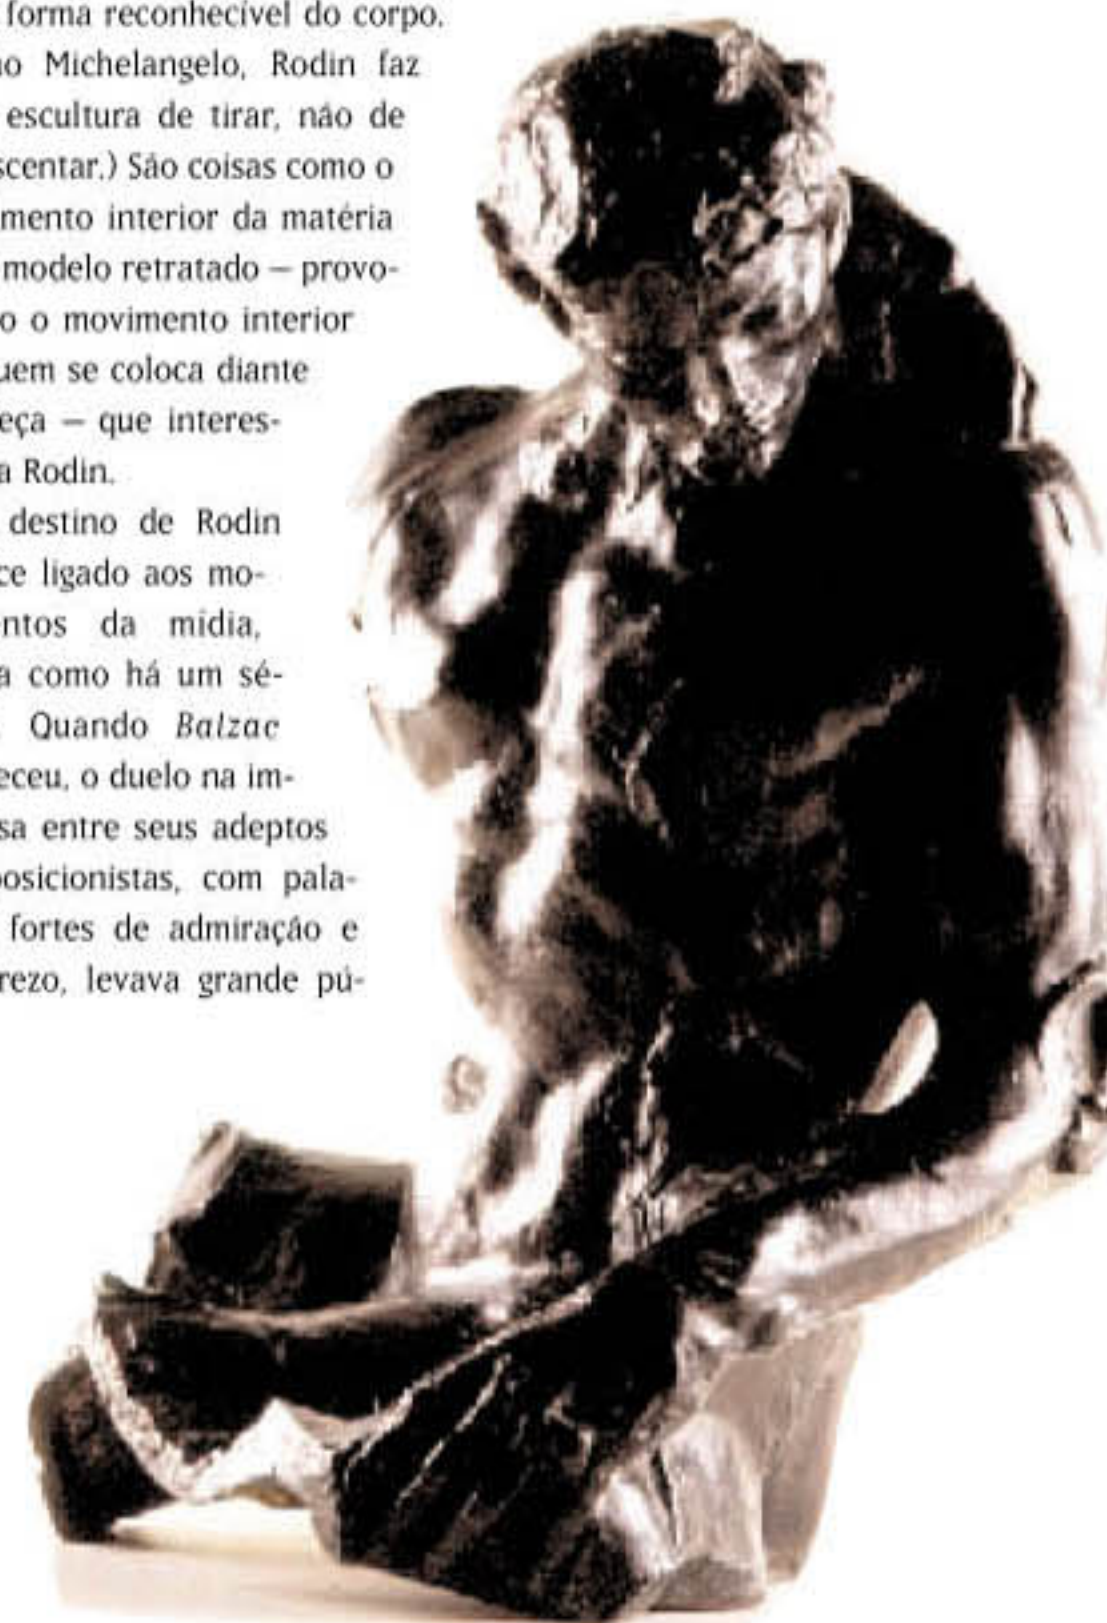 forma reconhecível do corpo.
o Michelangelo, Rodin faz
escultura de tirar, não de
scentar.) São coisas como o
mento interior da matéria
modelo retratado — provo-
o o movimento interior
uem se coloca diante
eça — que interes-
a Rodin.
destino de Rodin
ce ligado aos mo-
ntos da mídia,
a como há um sé-
Quando Balzac
eceu, o duelo na im-
sa entre seus adeptos
posicionistas, com pala-
fortes de admiração e
rezo, levava grande pú-